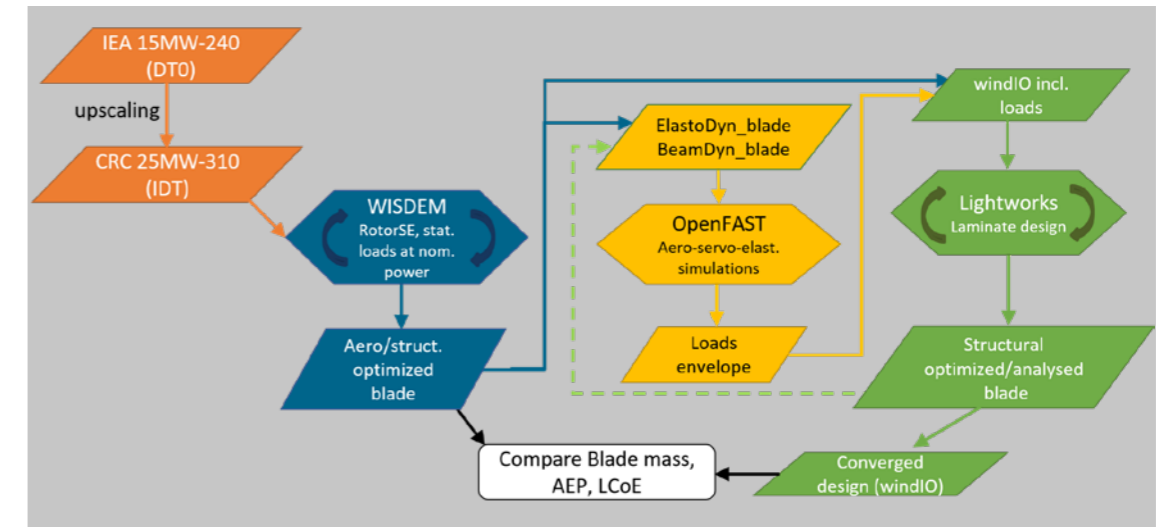 IEA 15MW-240
(DT0)
upscaling
CRC 25MW-310
(IDT)
WISDEM
RotorSE, stat.
loads at nom.
power
Aero/struct.
optimized
blade
ElastoDyn_blade
BeamDyn_blade
OpenFAST
Aero-servo-elast.
simulations
Loads
envelope
windIO incl.
loads
Lightworks
Laminate design
Structural
optimized/analysed
blade
Converged
design (windIO)
Compare Blade mass,
AEP, LCoE